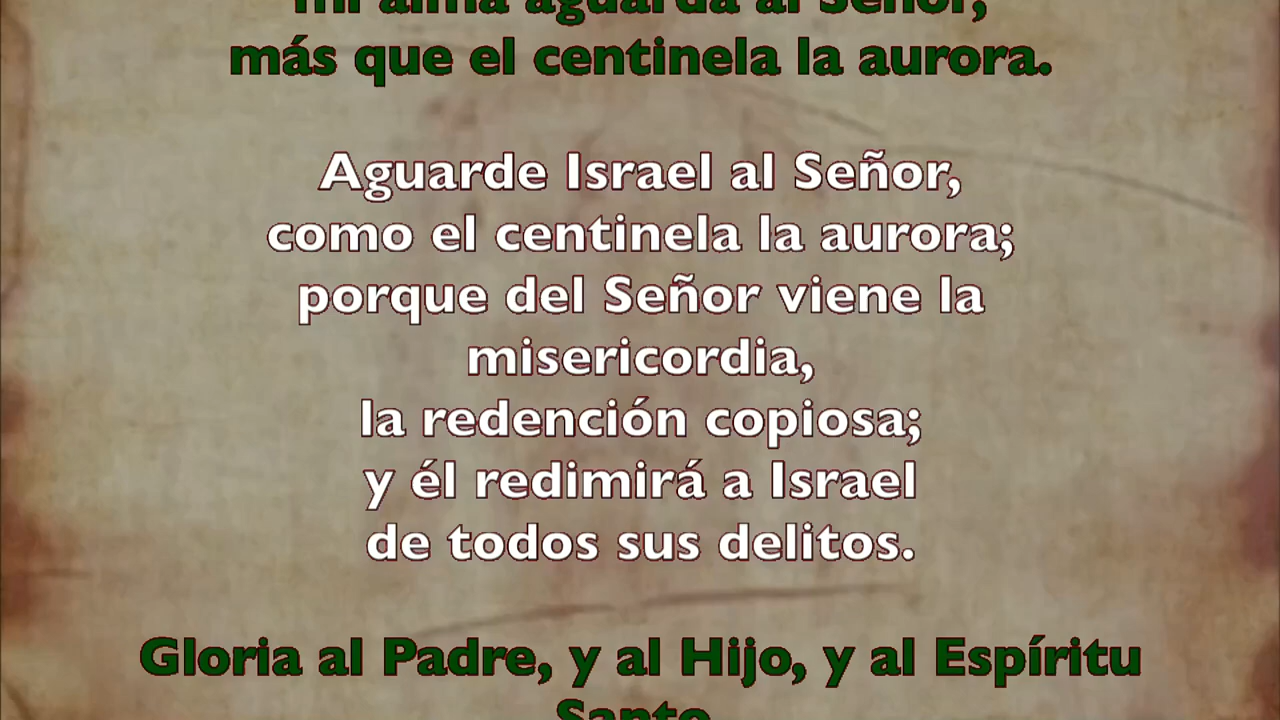 mi alma aguarda al Señor,
más que el centinela la aurora.
Aguarde Israel al Señor,
como el centinela la aurora;
porque del Señor viene la
misericordia,
la redención copiosa;
y él redimirá a Israel
de todos sus delitos.
Gloria al Padre, y al Hijo, y al Espíritu
Santo.